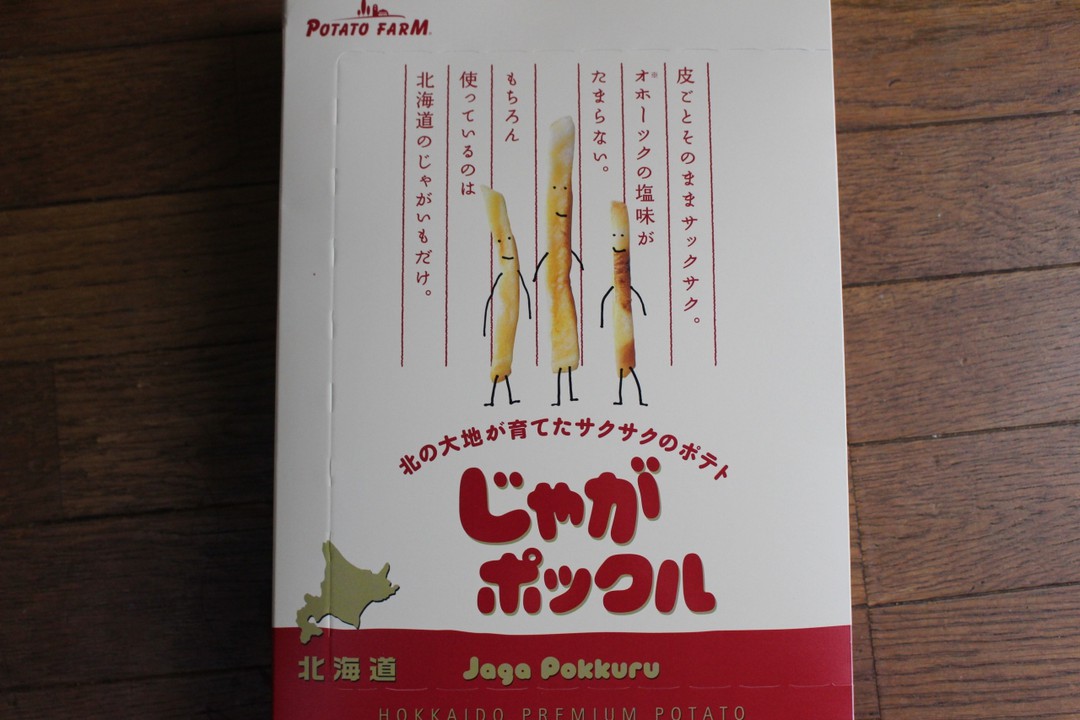 POTATO FARM
皮ごとそのままサックサク。
※オホーツクの塩味が
たまらない。
もちろん
使っているのは
北海道のじゃがいもだけ。
北の大地が育てたサクサクのポテト
じゃが
ポックル
北海道
Jaga Pokkuru
HOKKAIDO PREMIUM POTATO